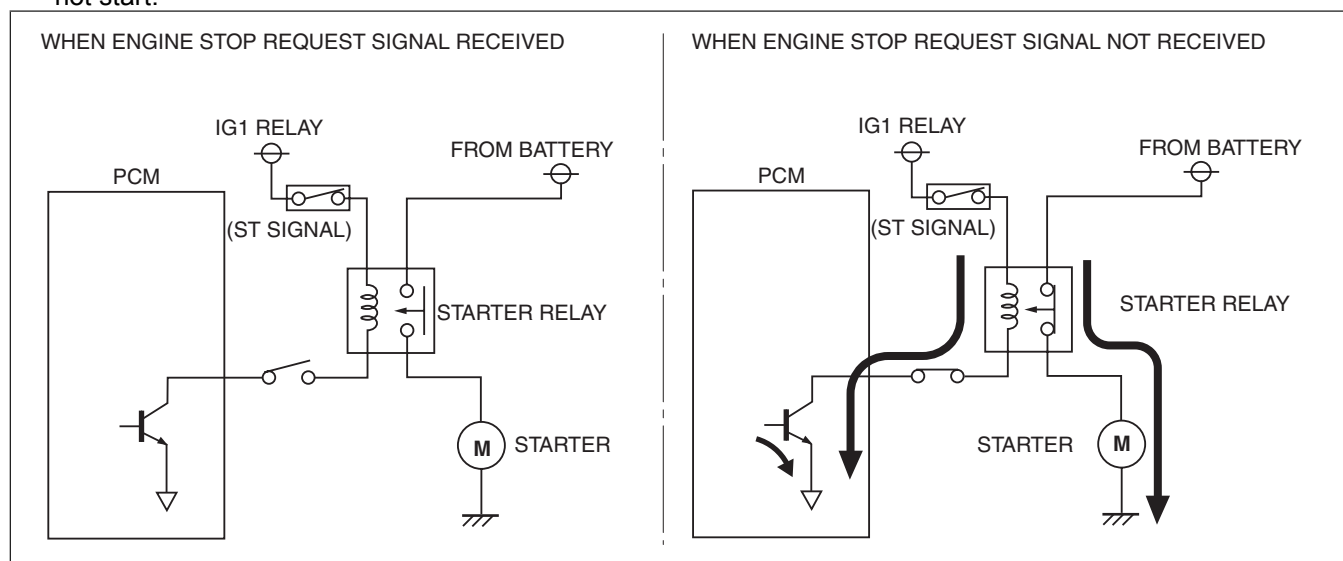 not start.
WHEN ENGINE STOP REQUEST SIGNAL RECEIVED
IG1 RELAY
FROM BATTERY
PCM
(ST SIGNAL)
STARTER RELAY
M
STARTER
WHEN ENGINE STOP REQUEST SIGNAL NOT RECEIVED
IG1 RELAY
FROM BATTERY
PCM
(ST SIGNAL)
STARTER RELAY
STARTER
M